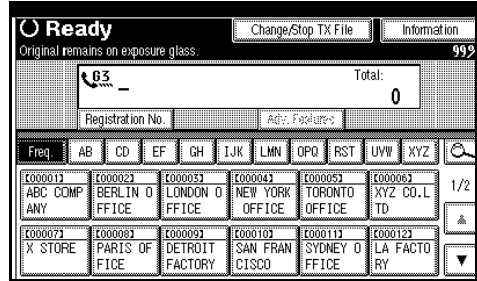 Ready
Change/Stop TX File
Information
Original remains on exposure glass.
99%
G3
Total:
0
Registration No.
Adv. Features
Freq.
AB
CD
EF
GH
IJK
LMN
OPQ
RST
UVW
XYZ
[00001]
ABC COMP
ANY
[00002]
BERLIN O
FFICE
[00003]
LONDON O
FFICE
[00004]
NEW YORK
OFFICE
[00005]
TORONTO
OFFICE
[00006]
XYZ CO.L
TD
1/2
[00007]
X STORE
[00008]
PARIS OF
FICE
[00009]
DETROIT
FACTORY
[00010]
SAN FRAN
CISCO
[00011]
SYDNEY O
FFICE
[00012]
LA FACTO
RY